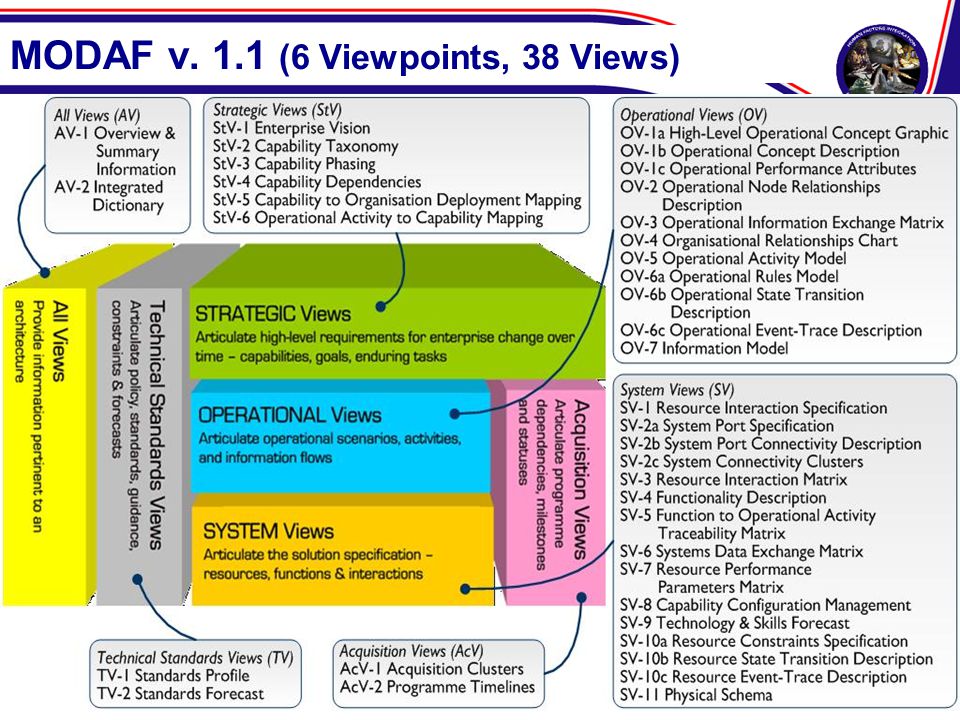 MODAF v. 1.1 (6 Viewpoints, 38 Views)
HUMAN FACTORS INTEGRATION
All Views (AV)
AV-1 Overview &
Summary
Information
AV-2 Integrated
Dictionary
Strategic Views (StV)
StV-1 Enterprise Vision
StV-2 Capability Taxonomy
StV-3 Capability Phasing
StV-4 Capability Dependencies
StV-5 Capability to Organisation Deployment Mapping
StV-6 Operational Activity to Capability Mapping
Operational Views (OV)
OV-1a High-Level Operational Concept Graphic
OV-1b Operational Concept Description
OV-1c Operational Performance Attributes
OV-2 Operational Node Relationships
Description
OV-3 Operational Information Exchange Matrix
OV-4 Organisational Relationships Chart
OV-5 Operational Activity Model
OV-6a Operational Rules Model
OV-6b Operational State Transition
Description
OV-6c Operational Event-Trace Description
OV-7 Information Model
All Views
Provide information pertinent to an
architecture
Technical Standards Views
Articulate policy, standards, guidance,
constraints & forecasts
STRATEGIC Views
Articulate high-level requirements for enterprise change over
time – capabilities, goals, enduring tasks
OPERATIONAL Views
Articulate operational scenarios, activities,
and information flows
SYSTEM Views
Articulate the solution specification –
resources, functions & interactions
Acquisition Views
Articulate programme
dependencies, milestones
and statuses
System Views (SV)
SV-1 Resource Interaction Specification
SV-2a System Port Specification
SV-2b System Port Connectivity Description
SV-2c System Connectivity Clusters
SV-3 Resource Interaction Matrix
SV-4 Functionality Description
SV-5 Function to Operational Activity
Traceability Matrix
SV-6 Systems Data Exchange Matrix
SV-7 Resource Performance
Parameters Matrix
SV-8 Capability Configuration Management
SV-9 Technology & Skills Forecast
SV-10a Resource Constraints Specification
SV-10b Resource State Transition Description
SV-10c Resource Event-Trace Description
SV-11 Physical Schema
Technical Standards Views (TV)
TV-1 Standards Profile
TV-2 Standards Forecast
Acquisition Views (AcV)
AcV-1 Acquisition Clusters
AcV-2 Programme Timelines